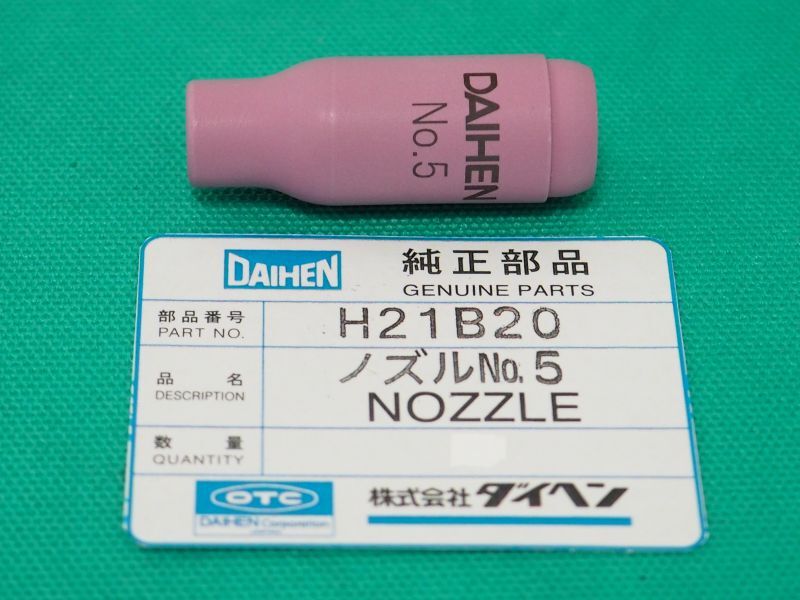 DAIHEN
No.5
DAIHEN 純正部品
GENUINE PARTS
部品番号 H21B20
PART NO.
品 名 ノズルNo.5
DESCRIPTION NOZZLE
数 量
QUANTITY
OTC 株式会社 ダイヘン
DAIHEN Corporation